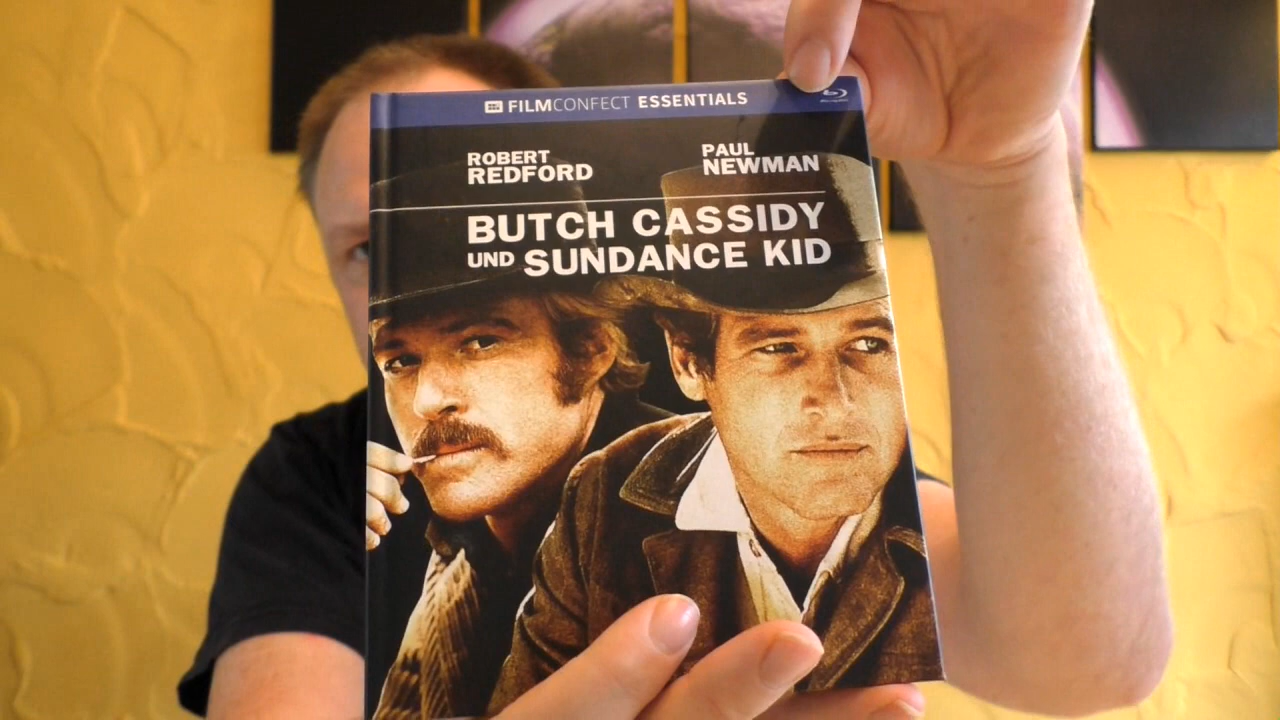 FILMCONFECT ESSENTIALS
ROBERT
REDFORD
PAUL
NEWMAN
BUTCH CASSIDY
UND SUNDANCE KID